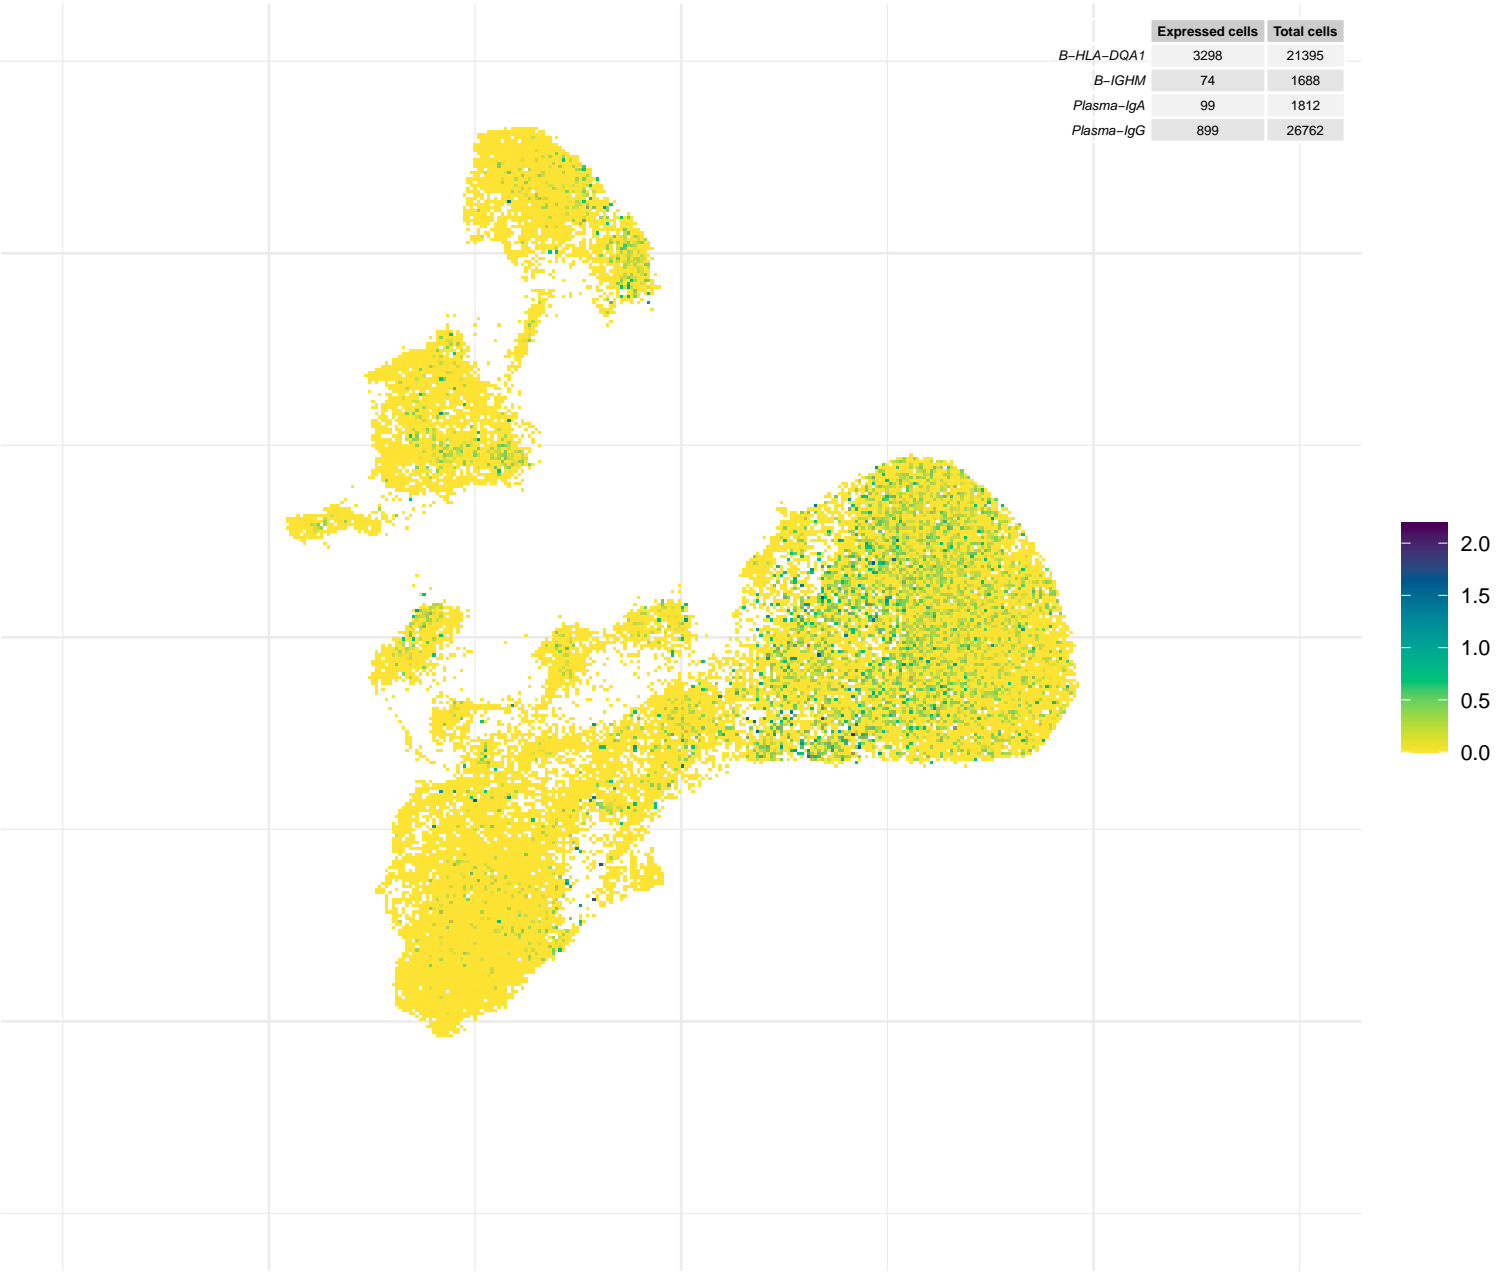 Expressed cells Total cells
B−HLA−DQA1 3298 21395
B−IGHM 74 1688
Plasma−IgA 99 1812
Plasma−IgG 899 26762
2.0
1.5
1.0
0.5
0.0